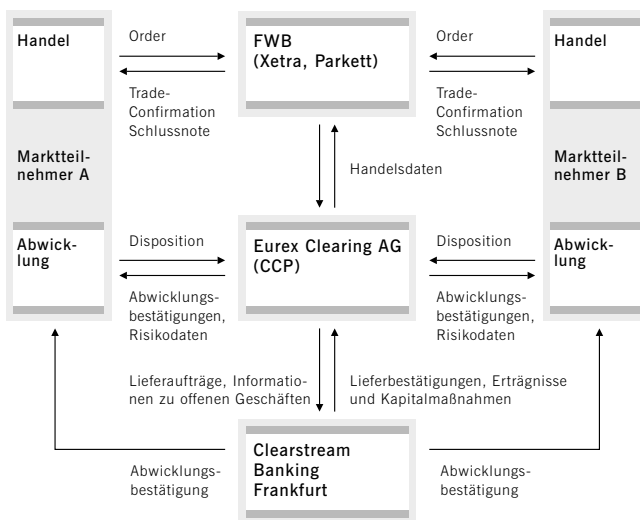 Handel
Order
FWB
(Xetra, Parkett)
Order
Handel
Trade-
Confirmation
Schlussnote
Trade-
Confirmation
Schlussnote
Marktteil-
nehmer A
Handelsdaten
Marktteil-
nehmer B
Abwick-
lung
Disposition
Eurex Clearing AG
(CCP)
Disposition
Abwick-
lung
Abwicklungs-
bestätigungen,
Risikodaten
Abwicklungs-
bestätigungen,
Risikodaten
Lieferaufträge, Informatio-
nen zu offenen Geschäften
Lieferbestätigungen, Erträgnisse
und Kapitalmaßnahmen
Clearstream
Banking
Frankfurt
Abwicklungs-
bestätigung
Abwicklungs-
bestätigung